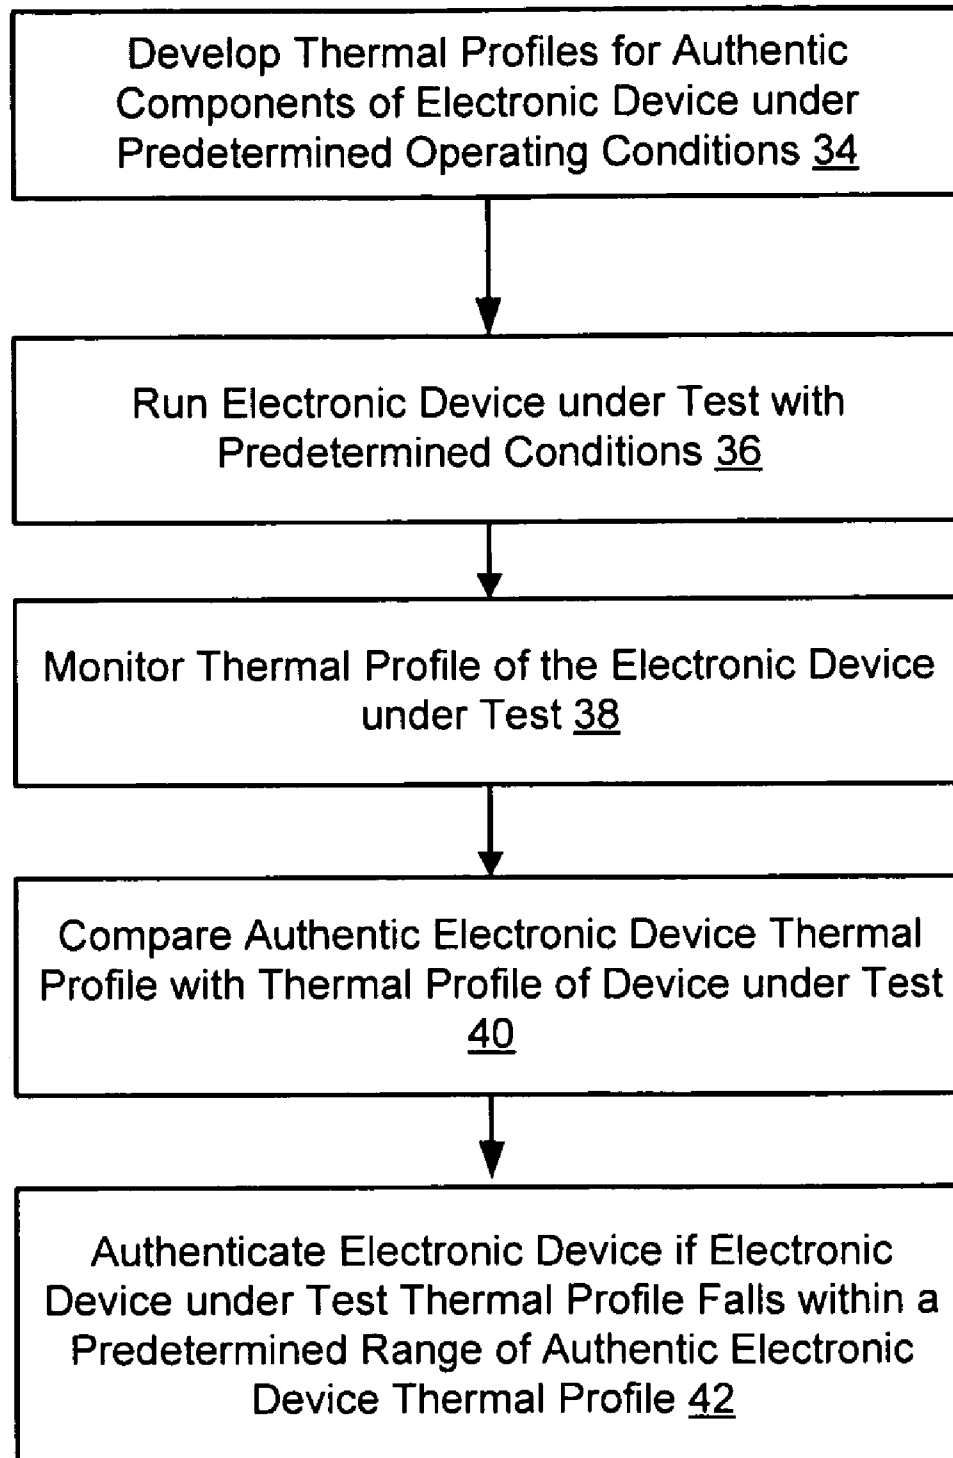 Develop Thermal Profiles for Authentic
Components of Electronic Device under
Predetermined Operating Conditions 34
Run Electronic Device under Test with
Predetermined Conditions 36
Monitor Thermal Profile of the Electronic Device
under Test 38
Compare Authentic Electronic Device Thermal
Profile with Thermal Profile of Device under Test
40
Authenticate Electronic Device if Electronic
Device under Test Thermal Profile Falls within a
Predetermined Range of Authentic Electronic
Device Thermal Profile 42